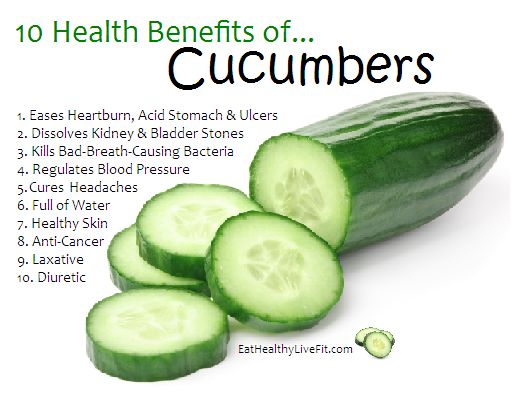 10 Health Benefits of...
Cucumbers
1. Eases Heartburn, Acid Stomach & Ulcers
2. Dissolves Kidney & Bladder Stones
3. Kills Bad-Breath-Causing Bacteria
4. Regulates Blood Pressure
5.Cures Headaches
6. Full of Water
7. Healthy Skin
8. Anti-Cancer
9. Laxative
10. Diuretic
EatHealthyLiveFit.com